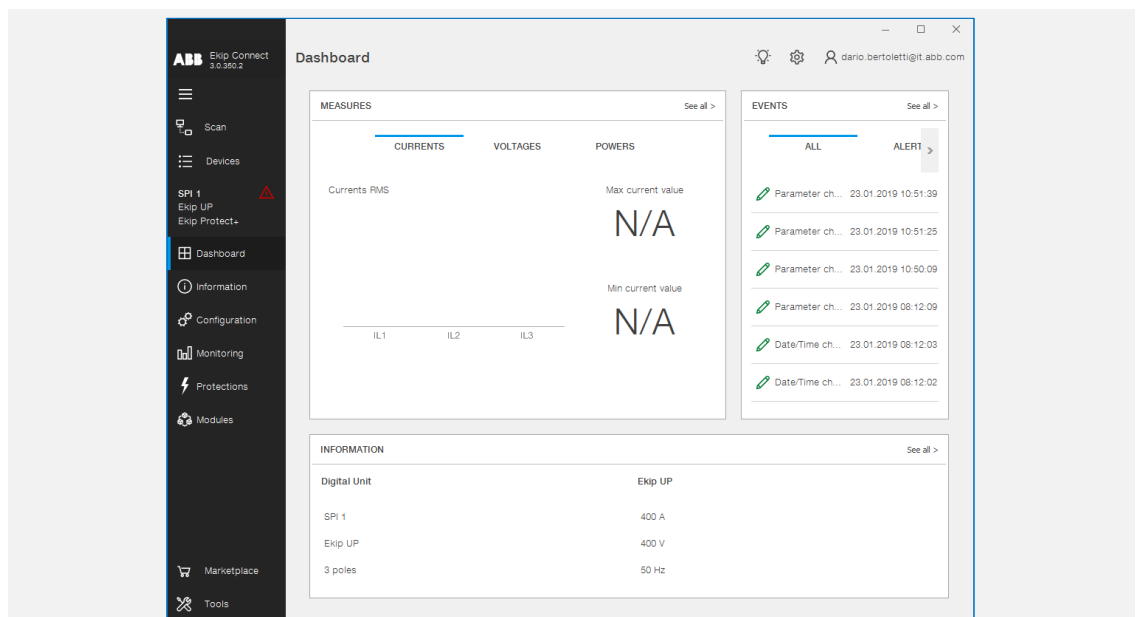 ABB Ekip Connect
3.0.350.2
Dashboard
dario.bertoletti@it.abb.com
Scan
Devices
SPI 1
Ekip UP
Ekip Protect+
Dashboard
Information
Configuration
Monitoring
Protections
Modules
Marketplace
Tools
MEASURES See all >
CURRENTS VOLTAGES POWERS
Currents RMS
Max current value
N/A
Min current value
N/A
IL1 IL2 IL3
EVENTS See all >
ALL ALERT >
Parameter ch... 23.01.2019 10:51:39
Parameter ch... 23.01.2019 10:51:25
Parameter ch... 23.01.2019 10:50:09
Parameter ch... 23.01.2019 08:12:09
Date/Time ch... 23.01.2019 08:12:03
Date/Time ch... 23.01.2019 08:12:02
INFORMATION See all >
Digital Unit Ekip UP
SPI 1 400 A
Ekip UP 400 V
3 poles 50 Hz